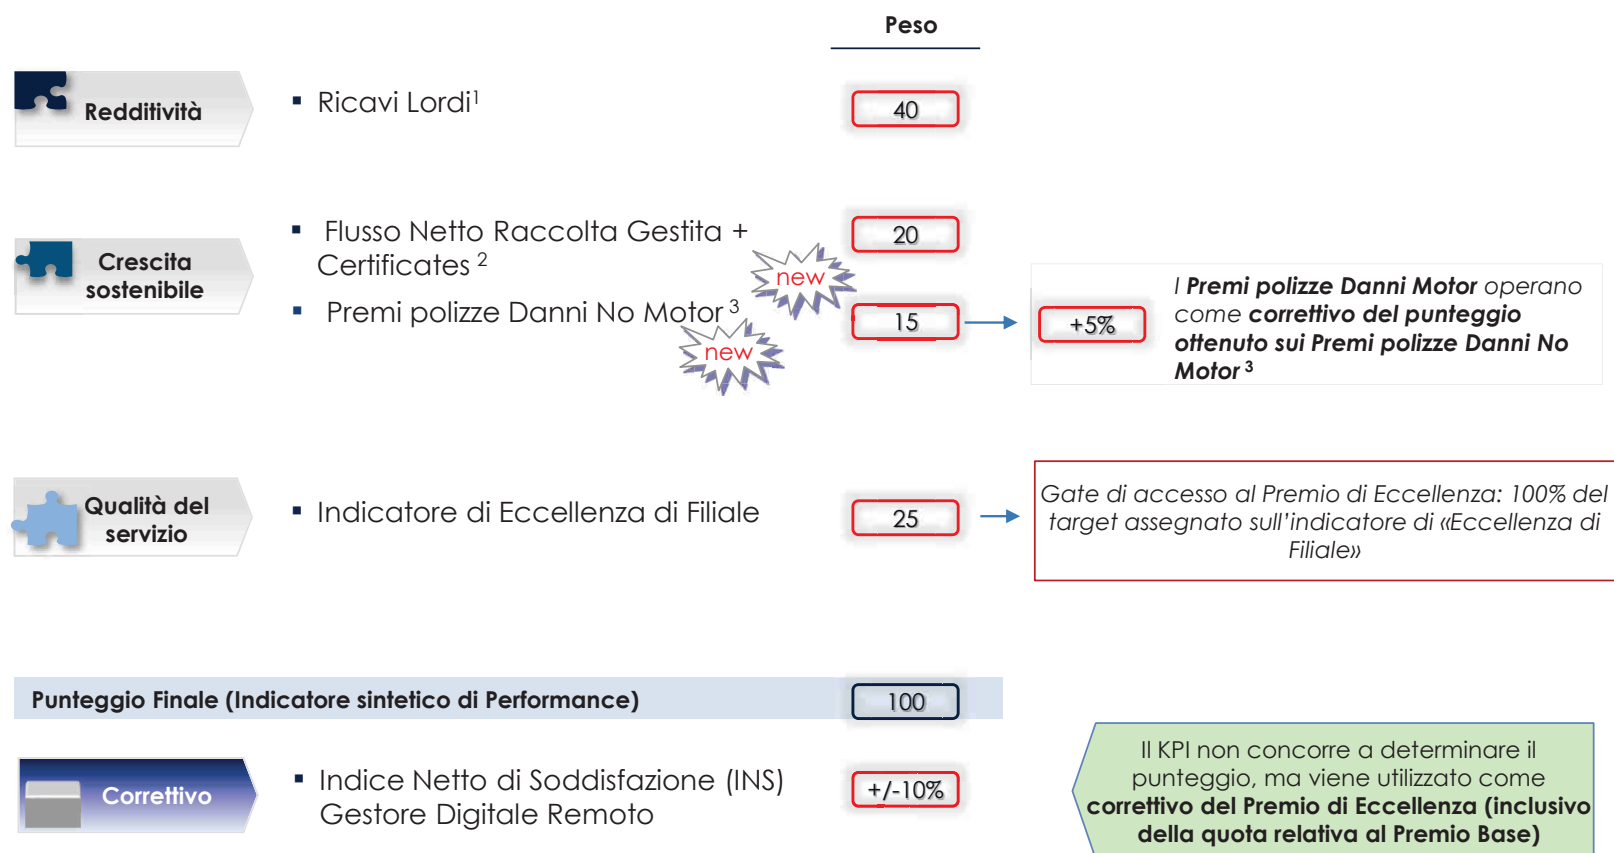 Peso
Redditività
▪ Ricavi Lordi¹
40
Crescita
sostenibile
▪ Flusso Netto Raccolta Gestita +
Certificates ²
new
20
▪ Premi polizze Danni No Motor ³
new
15
+5%
I Premi polizze Danni Motor operano
come correttivo del punteggio
ottenuto sui Premi polizze Danni No
Motor ³
Qualità del
servizio
▪ Indicatore di Eccellenza di Filiale
25
Gate di accesso al Premio di Eccellenza: 100% del
target assegnato sull'indicatore di «Eccellenza di
Filiale»
Punteggio Finale (Indicatore sintetico di Performance)
100
Correttivo
▪ Indice Netto di Soddisfazione (INS)
Gestore Digitale Remoto
+/-10%
Il KPI non concorre a determinare il
punteggio, ma viene utilizzato come
correttivo del Premio di Eccellenza (inclusivo
della quota relativa al Premio Base)